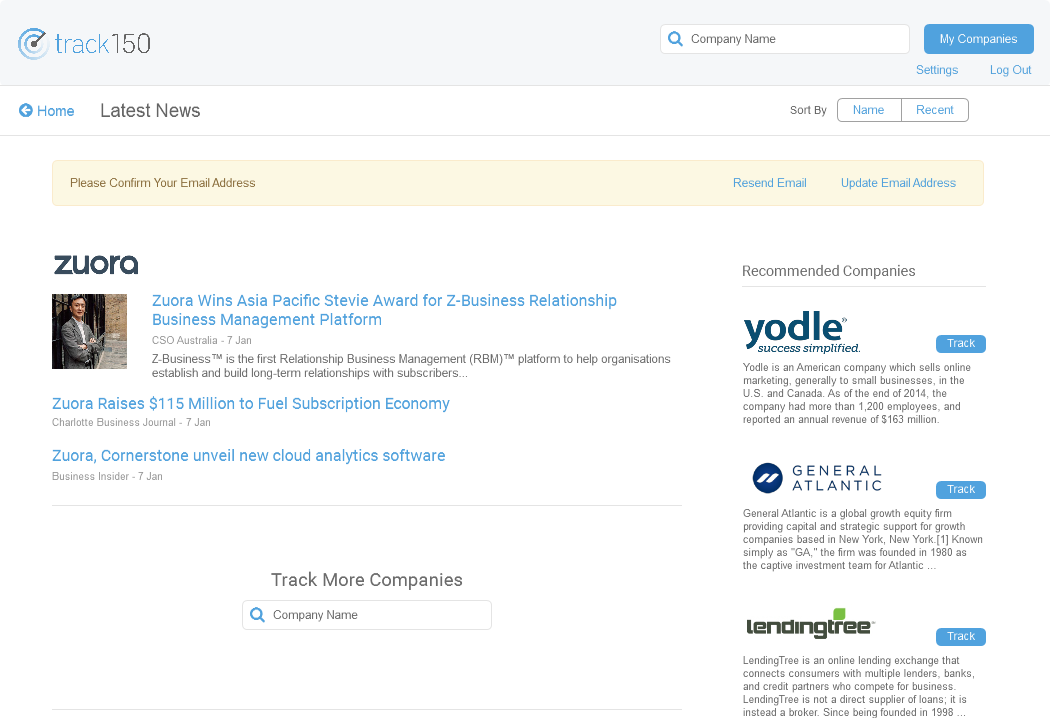 track150
Company Name
My Companies
Settings
Log Out
Home
Latest News
Sort By
Name
Recent
Please Confirm Your Email Address
Resend Email
Update Email Address
zuora
Zuora Wins Asia Pacific Stevie Award for Z-Business Relationship
Business Management Platform
CSO Australia - 7 Jan
Z-Business™ is the first Relationship Business Management (RBM)™ platform to help organisations
establish and build long-term relationships with subscribers...
Zuora Raises $115 Million to Fuel Subscription Economy
Charlotte Business Journal - 7 Jan
Zuora, Cornerstone unveil new cloud analytics software
Business Insider - 7 Jan
Track More Companies
Company Name
Recommended Companies
yodle
success simplified.
Track
Yodle is an American company which sells online
marketing, generally to small businesses, in the
U.S. and Canada. As of the end of 2014, the
company had more than 1,200 employees, and
reported an annual revenue of $163 million.
GENERAL
ATLANTIC
Track
General Atlantic is a global growth equity firm
providing capital and strategic support for growth
companies based in New York, New York.[1] Known
simply as "GA," the firm was founded in 1980 as
the captive investment team for Atlantic ...
lendingtree
Track
LendingTree is an online lending exchange that
connects consumers with multiple lenders, banks,
and credit partners who compete for business.
LendingTree is not a direct supplier of loans; it is
instead a broker. Since being founded in 1998 ...